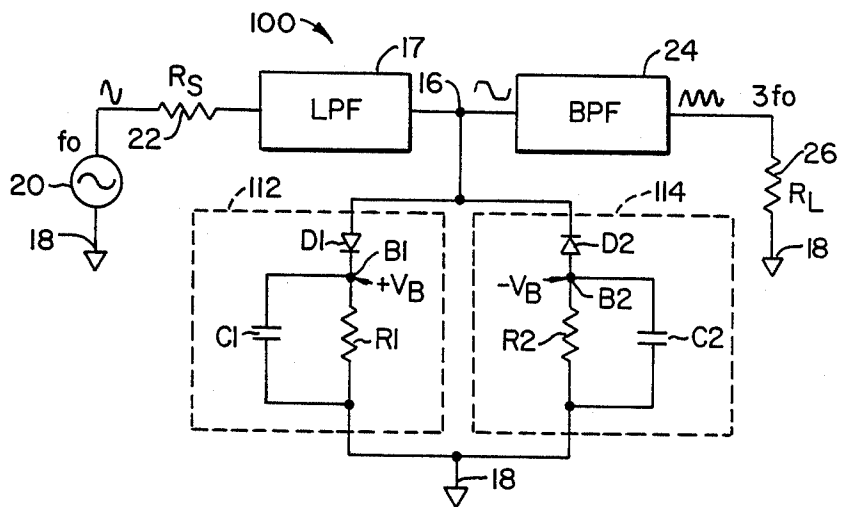 100
17
24
RS
LPF
16
BPF
3fo
fo
22
26
20
RL
112
114
18
D1
D2
18
B1
+VB
-VB
B2
C1
R1
R2
C2
18